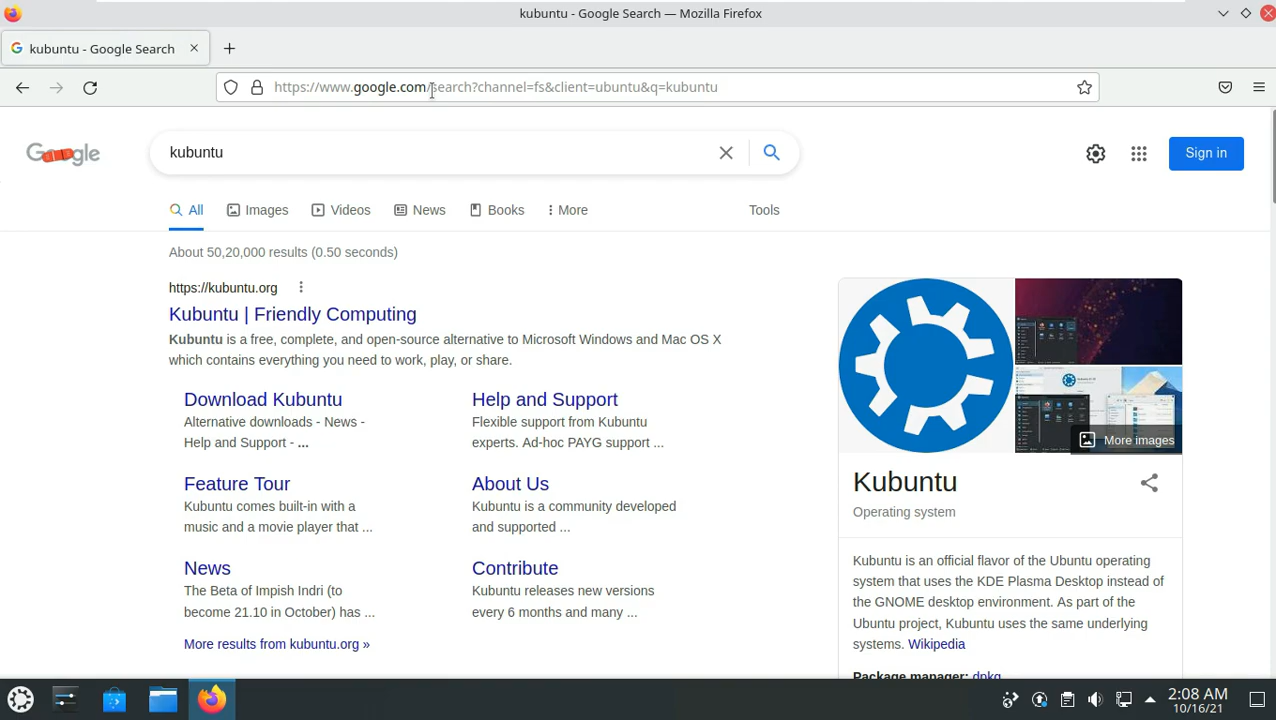 kubuntu - Google Search — Mozilla Firefox
kubuntu - Google Search
https://www.google.com/search?channel=fs&client=ubuntu&q=kubuntu
Google
kubuntu
Sign in
All
Images
Videos
News
Books
More
Tools
About 50,20,000 results (0.50 seconds)
https://kubuntu.org
Kubuntu | Friendly Computing
Kubuntu is a free, complete, and open-source alternative to Microsoft Windows and Mac OS X
which contains everything you need to work, play, or share.
Download Kubuntu
Alternative downloads - News -
Help and Support - ...
Help and Support
Flexible support from Kubuntu
experts. Ad-hoc PAYG support ...
Feature Tour
Kubuntu comes built-in with a
music and a movie player that ...
About Us
Kubuntu is a community developed
and supported ...
News
The Beta of Impish Indri (to
become 21.10 in October) has ...
Contribute
Kubuntu releases new versions
every 6 months and many ...
More results from kubuntu.org »
More images
Kubuntu
Operating system
Kubuntu is an official flavor of the Ubuntu operating
system that uses the KDE Plasma Desktop instead of
the GNOME desktop environment. As part of the
Ubuntu project, Kubuntu uses the same underlying
systems. Wikipedia
Package manager: dpkg
2:08 AM
10/16/21